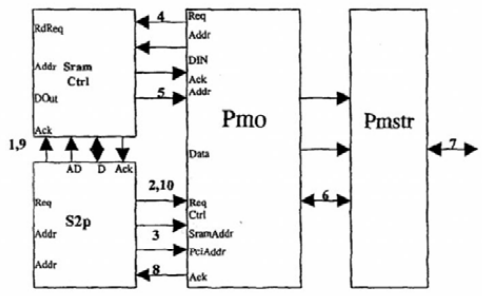 RdReq
Addr
Sram
Ctrl
DOut
Ack
4
5
Req
Addr
DIN
Ack
Addr
Pmo
Data
Req
Ctrl
SramAddr
PciAddr
Ack
Pmstr
6
7
1,9
AD
D
Ack
Req
S2p
Addr
Addr
2,10
3
8